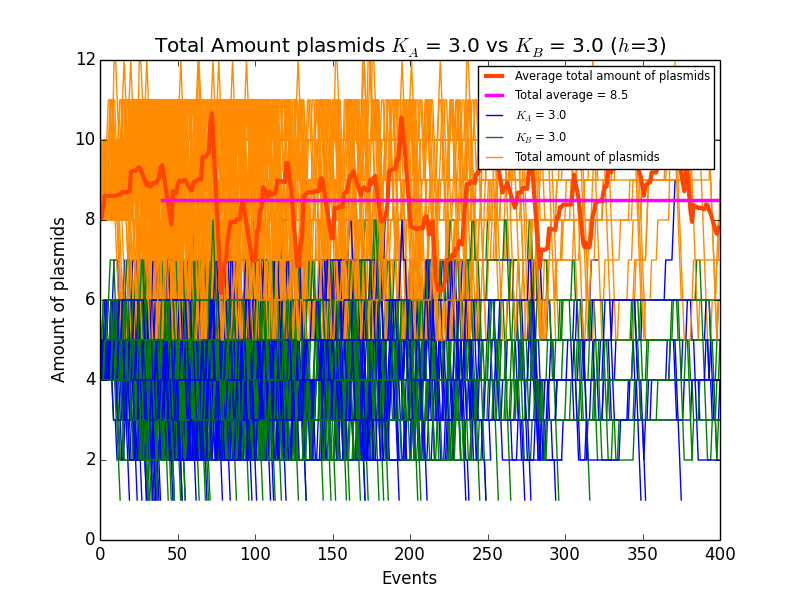 Total Amount plasmids K_A = 3.0 vs K_B = 3.0 (h=3)
12
10
8
6
4
2
0
Amount of plasmids
Average total amount of plasmids
Total average = 8.5
K_A = 3.0
K_B = 3.0
Total amount of plasmids
0 50 100 150 200 250 300 350 400
Events